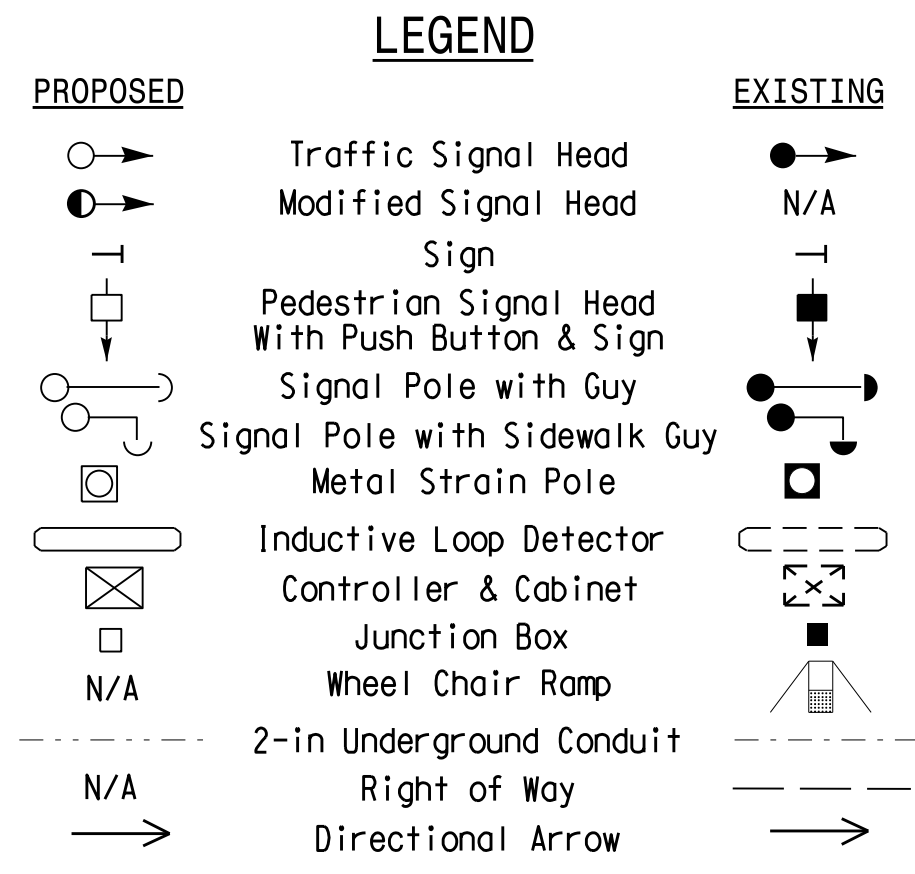 LEGEND
PROPOSED EXISTING
Traffic Signal Head
Modified Signal Head N/A
Sign
Pedestrian Signal Head
With Push Button & Sign
Signal Pole with Guy
Signal Pole with Sidewalk Guy
Metal Strain Pole
Inductive Loop Detector
Controller & Cabinet
Junction Box
N/A Wheel Chair Ramp
2-in Underground Conduit
N/A Right of Way
Directional Arrow